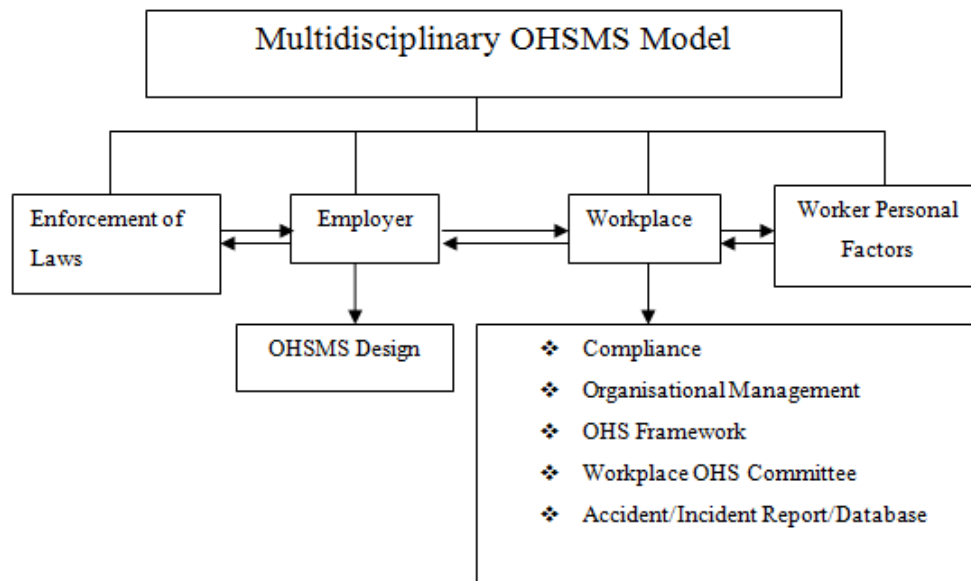 Multidisciplinary OHSMS Model
Enforcement of
Laws
Employer
Workplace
Worker Personal
Factors
OHSMS Design
❖ Compliance
❖ Organisational Management
❖ OHS Framework
❖ Workplace OHS Committee
❖ Accident/Incident Report/Database